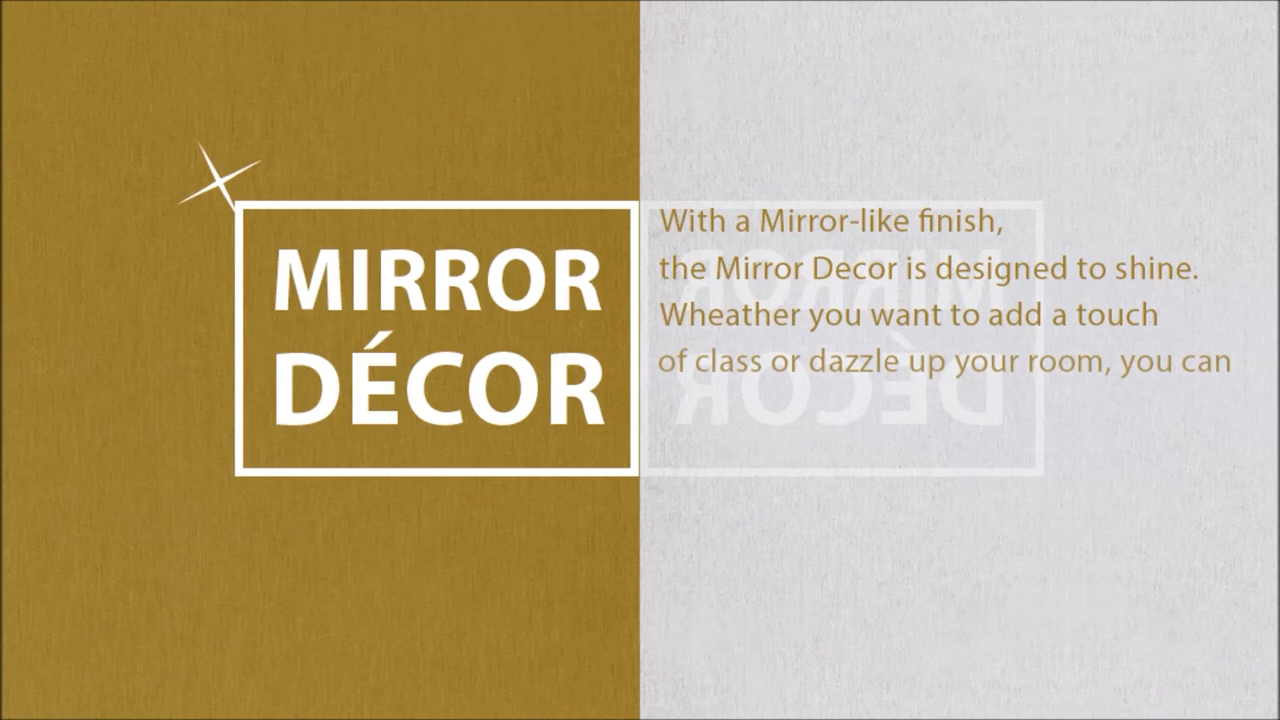 MIRROR
DÉCOR
With a Mirror-like finish,
the Mirror Decor is designed to shine.
Wheather you want to add a touch
of class or dazzle up your room, you can